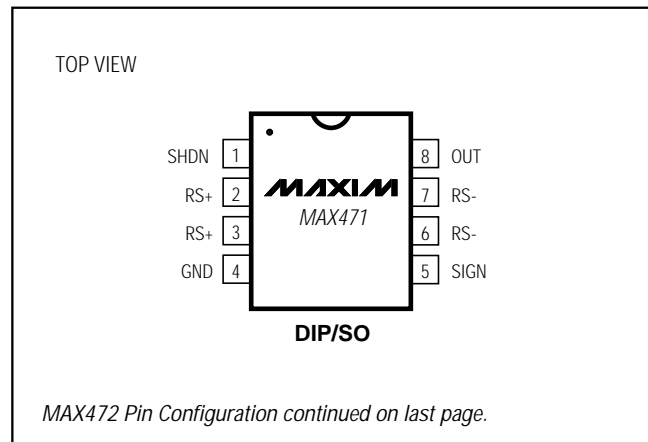 TOP VIEW
SHDN 1 8 OUT
RS+ 2 MAXIM 7 RS-
MAX471
RS+ 3 6 RS-
GND 4 5 SIGN
DIP/SO
MAX472 Pin Configuration continued on last page.